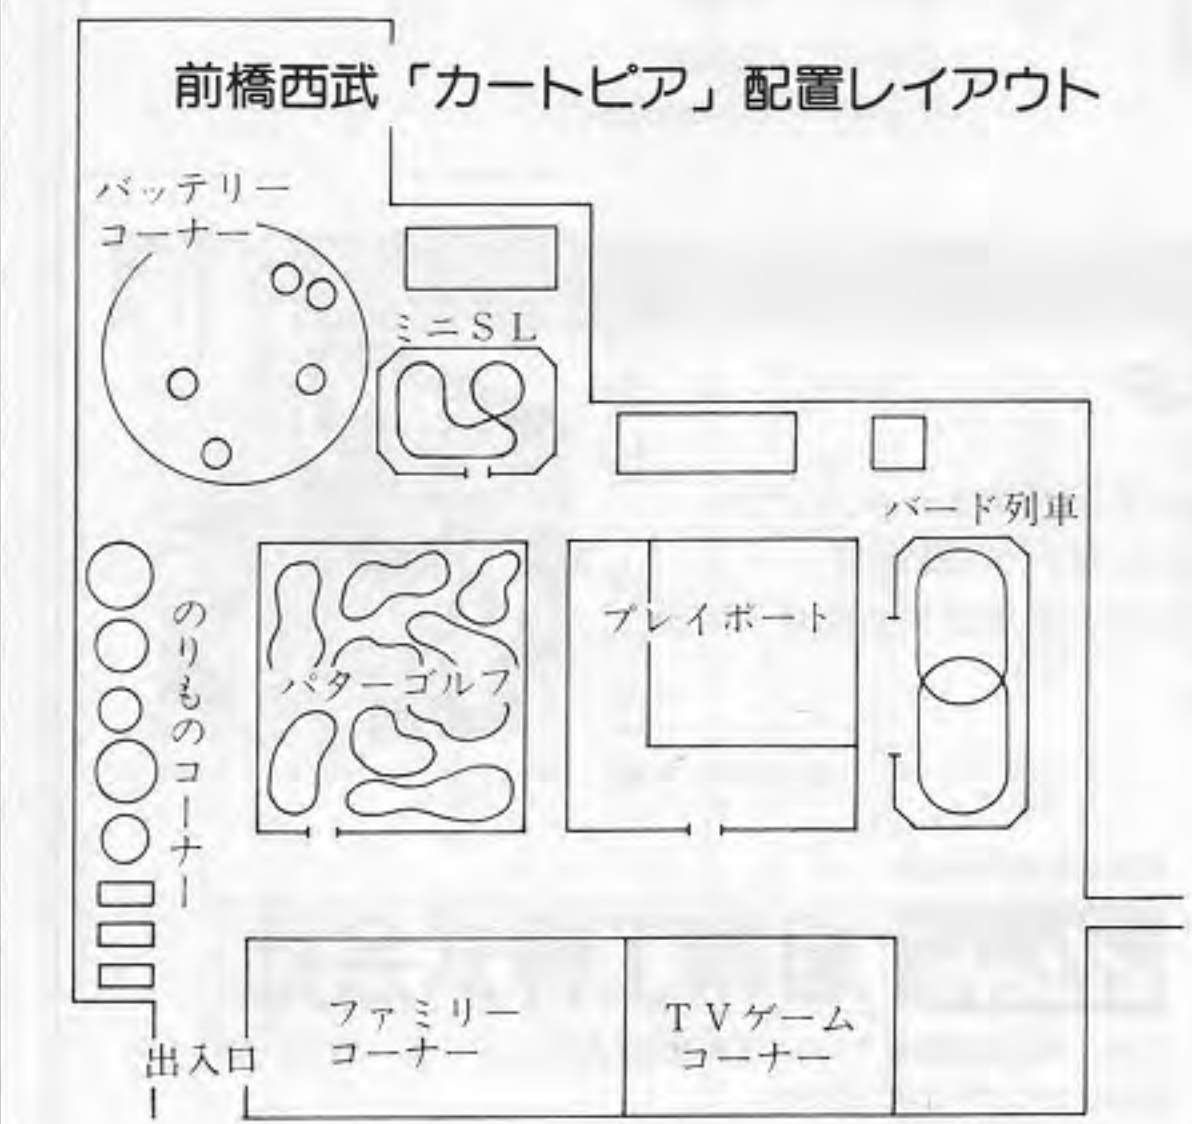 前橋西武「カートピア」配置レイアウト
バッテリー
コーナー
ミニSL
バード列車
のりものコーナー
パターゴルフ
プレイポート
ファミリー
コーナー
TVゲーム
コーナー
出入口